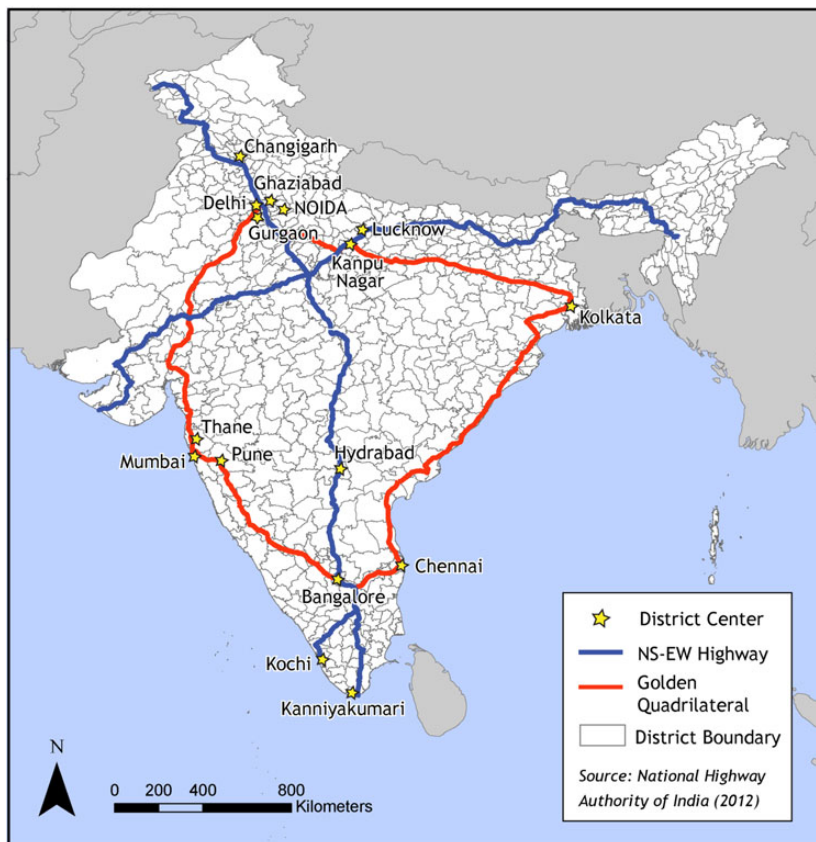 Changigarh
Ghaziabad
Delhi
NOIDA
Gurgaon
Lucknow
Kanpu
Nagar
Kolkata
Thane
Mumbai
Pune
Hydrabad
Chennai
Bangalore
Kochi
Kanniyakumari
N
0 200 400 800
Kilometers
District Center
NS-EW Highway
Golden
Quadrilateral
District Boundary
Source: National Highway
Authority of India (2012)